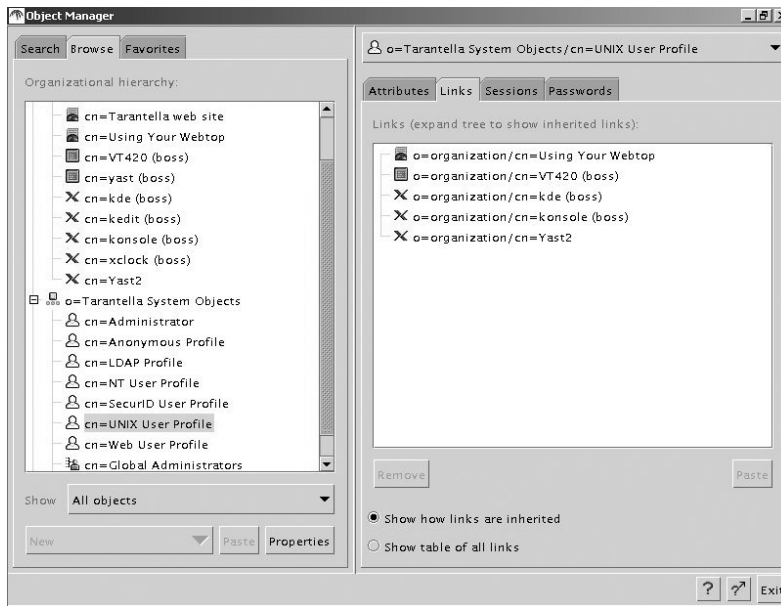 Object Manager
Search Browse Favorites
Organizational hierarchy:
cn=Tarantella web site
cn=Using Your Webtop
cn=VT420 (boss)
cn=yast (boss)
cn=kde (boss)
cn=kedit (boss)
cn=konsole (boss)
cn=xclock (boss)
cn=Yast2
o=Tarantella System Objects
cn=Administrator
cn=Anonymous Profile
cn=LDAP Profile
cn=NT User Profile
cn=SecurID User Profile
cn=UNIX User Profile
cn=Web User Profile
cn=Global Administrators
Show All objects
New Paste Properties
o=Tarantella System Objects/cn=UNIX User Profile
Attributes Links Sessions Passwords
Links (expand tree to show inherited links):
o=organization/cn=Using Your Webtop
o=organization/cn=VT420 (boss)
o=organization/cn=kde (boss)
o=organization/cn=konsole (boss)
o=organization/cn=Yast2
Remove Paste
Show how links are inherited
Show table of all links
? ? Exit